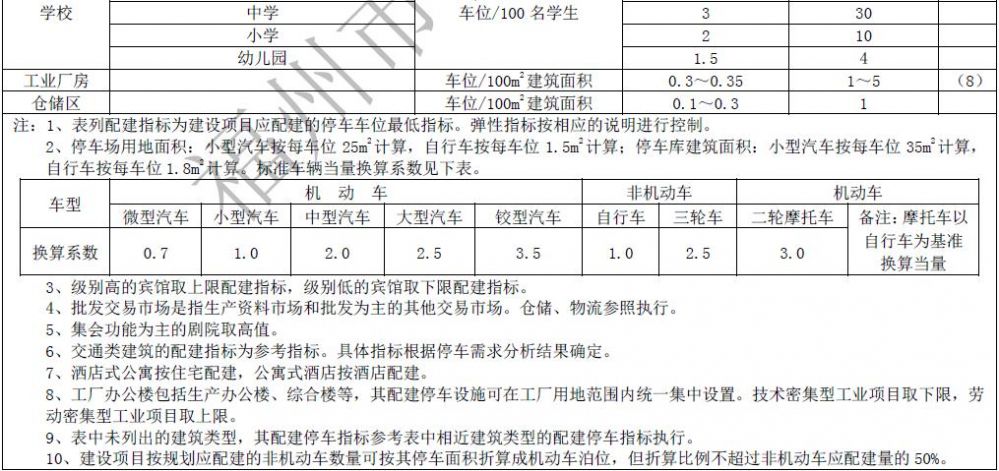 学校 中学 车位/100 名学生 3 30
小学 2 10
幼儿园 1.5 4
工业厂房 车位/100m²建筑面积 0.3～0.35 1～5 （8）
仓储区 车位/100m²建筑面积 0.1～0.3 1
注：1、表列配建指标为建设项目应配建的停车车位最低指标。弹性指标按相应的说明进行控制。
2、停车场用地面积：小型汽车按每车位 25m²计算，自行车按每车位 1.5m²计算；停车库建筑面积：小型汽车按每车位 35m²计算，
自行车按每车位 1.8m²计算。标准车辆当量换算系数见下表。
车型 机 动 车 非机动车 机动车
微型汽车 小型汽车 中型汽车 大型汽车 铰型汽车 自行车 三轮车 二轮摩托车 备注：摩托车以
自行车为基准
换算当量
换算系数 0.7 1.0 2.0 2.5 3.5 1.0 2.5 3.0
3、级别高的宾馆取上限配建指标，级别低的宾馆取下限配建指标。
4、批发交易市场是指生产资料市场和批发为主的其他交易市场。仓储、物流参照执行。
5、集会功能为主的剧院取高值。
6、交通类建筑的配建指标为参考指标。具体指标根据停车需求分析结果确定。
7、酒店式公寓按住宅配建，公寓式酒店按酒店配建。
8、工厂办公楼包括生产办公楼、综合楼等，其配建停车设施可在工厂用地范围内统一集中设置。技术密集型工业项目取下限，劳
动密集型工业项目取上限。
9、表中未列出的建筑类型，其配建停车指标参考表中相近建筑类型的配建停车指标执行。
10、建设项目按规划应配建的非机动车数量可按其停车面积折算成机动车泊位，但折算比例不超过非机动车应配建量的 50%。
福州市